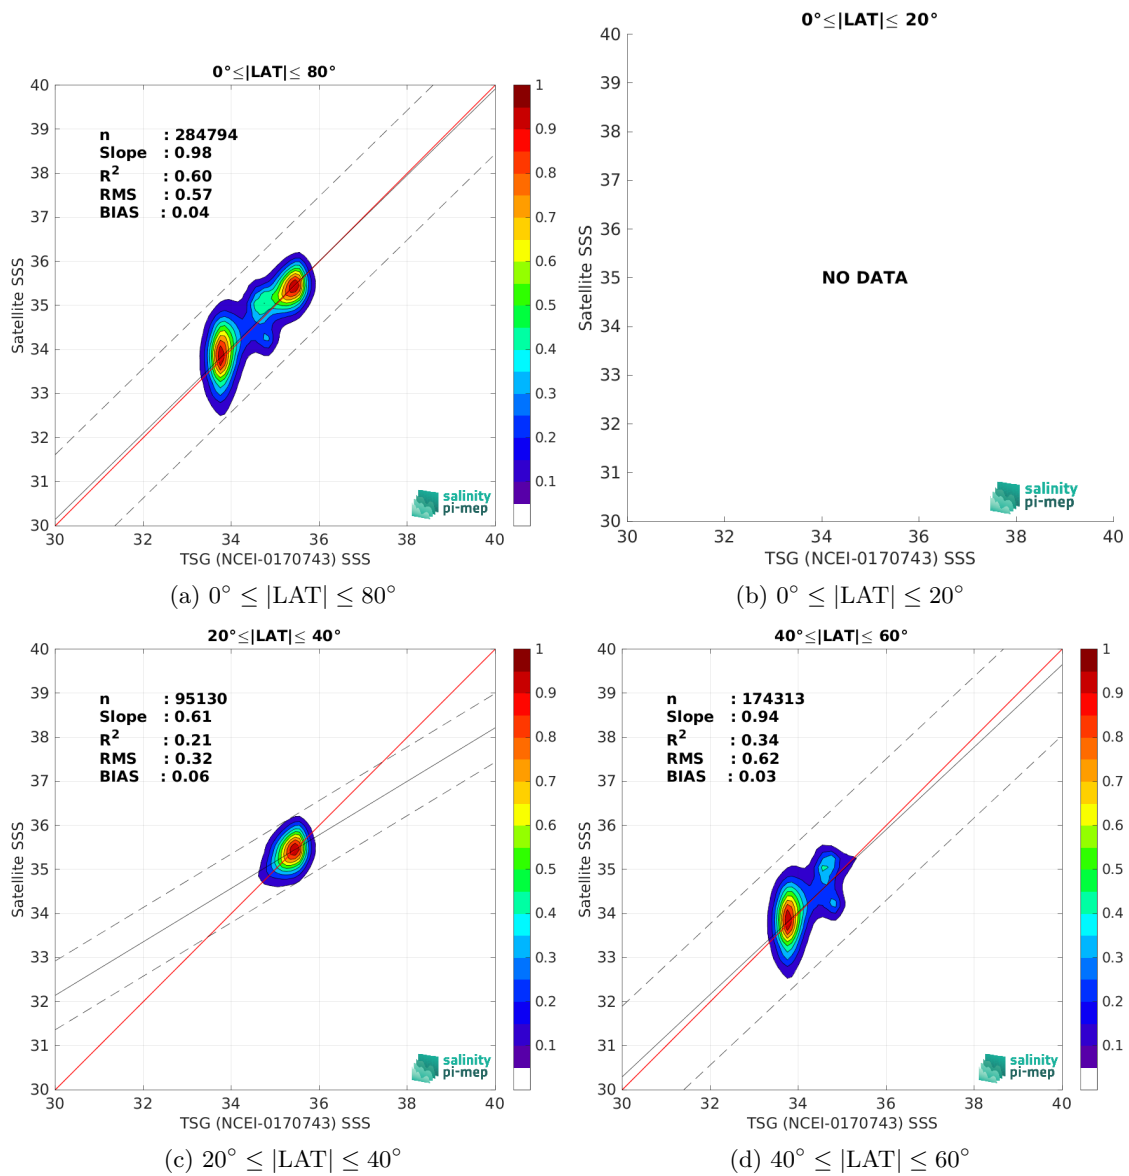 0°≤|LAT|≤ 80°
40
39
38
37
36
35
34
33
32
31
30
Satellite SSS
n : 284794
Slope : 0.98
R² : 0.60
RMS : 0.57
BIAS : 0.04
salinity
pi-mep
30 32 34 36 38 40
TSG (NCEI-0170743) SSS
1
0.9
0.8
0.7
0.6
0.5
0.4
0.3
0.2
0.1
(a) 0° ≤ |LAT| ≤ 80°
0°≤|LAT|≤ 20°
40
39
38
37
36
35
34
33
32
31
30
Satellite SSS
NO DATA
salinity
pi-mep
30 32 34 36 38 40
TSG (NCEI-0170743) SSS
(b) 0° ≤ |LAT| ≤ 20°
20°≤|LAT|≤ 40°
40
39
38
37
36
35
34
33
32
31
30
Satellite SSS
n : 95130
Slope : 0.61
R² : 0.21
RMS : 0.32
BIAS : 0.06
salinity
pi-mep
30 32 34 36 38 40
TSG (NCEI-0170743) SSS
1
0.9
0.8
0.7
0.6
0.5
0.4
0.3
0.2
0.1
(c) 20° ≤ |LAT| ≤ 40°
40°≤|LAT|≤ 60°
40
39
38
37
36
35
34
33
32
31
30
Satellite SSS
n : 174313
Slope : 0.94
R² : 0.34
RMS : 0.62
BIAS : 0.03
salinity
pi-mep
30 32 34 36 38 40
TSG (NCEI-0170743) SSS
1
0.9
0.8
0.7
0.6
0.5
0.4
0.3
0.2
0.1
(d) 40° ≤ |LAT| ≤ 60°